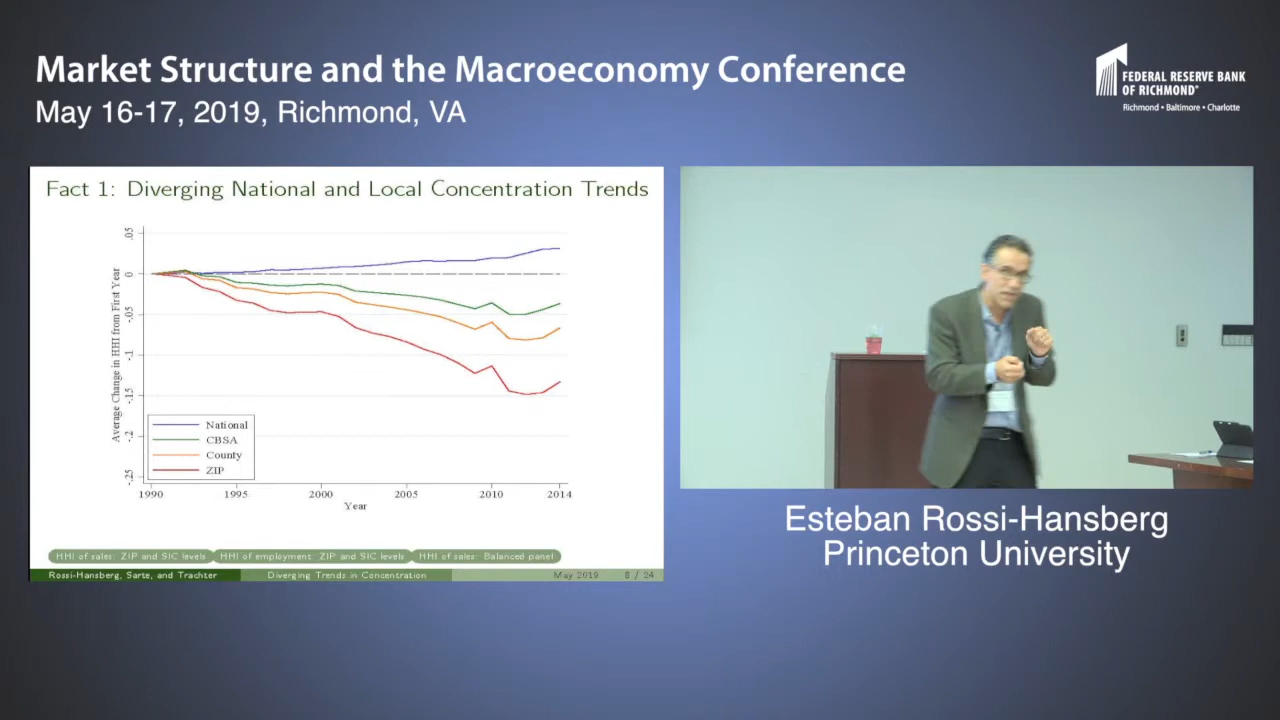 Market Structure and the Macroeconomy Conference
May 16-17, 2019, Richmond, VA
FEDERAL RESERVE BANK
OF RICHMOND®
Richmond • Baltimore • Charlotte
Fact 1: Diverging National and Local Concentration Trends
Average Change in HHI from First Year
.05
0
-.05
-.1
-.15
-.2
-.25
National
CBSA
County
ZIP
1990 1995 2000 2005 2010 2014
Year
HHI of sales: ZIP and SIC levels HHI of employment: ZIP and SIC levels HHI of sales: Balanced panel
Rossi-Hansberg, Sarte, and Trachter Diverging Trends in Concentration May 2019 8 / 24
Esteban Rossi-Hansberg
Princeton University